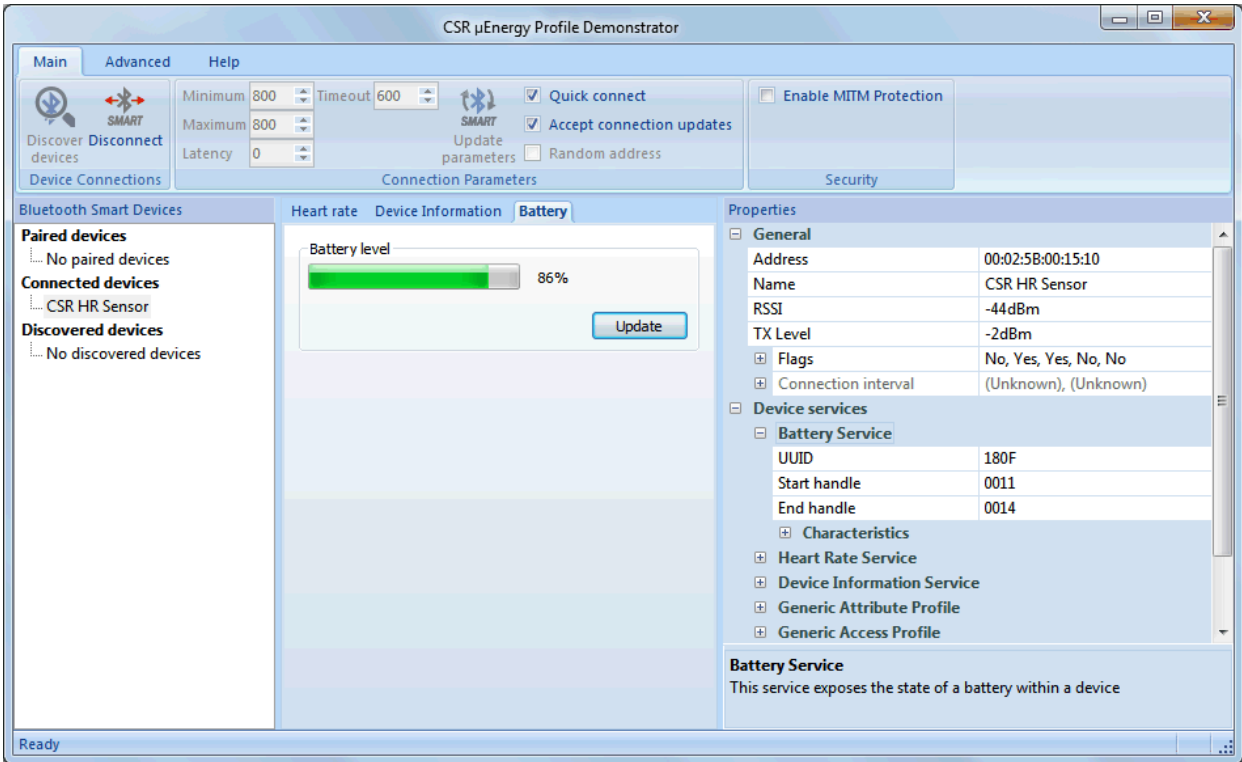 CSR µEnergy Profile Demonstrator
Main Advanced Help
Discover devices
SMART
Disconnect
Device Connections
Minimum 800
Maximum 800
Latency 0
Timeout 600
SMART
Update
parameters
Quick connect
Accept connection updates
Random address
Connection Parameters
Enable MITM Protection
Security
Bluetooth Smart Devices
Paired devices
No paired devices
Connected devices
CSR HR Sensor
Discovered devices
No discovered devices
Heart rate Device Information Battery
Battery level
86%
Update
Properties
General
Address 00:02:5B:00:15:10
Name CSR HR Sensor
RSSI -44dBm
TX Level -2dBm
Flags No, Yes, Yes, No, No
Connection interval (Unknown), (Unknown)
Device services
Battery Service
UUID 180F
Start handle 0011
End handle 0014
Characteristics
Heart Rate Service
Device Information Service
Generic Attribute Profile
Generic Access Profile
Battery Service
This service exposes the state of a battery within a device
Ready